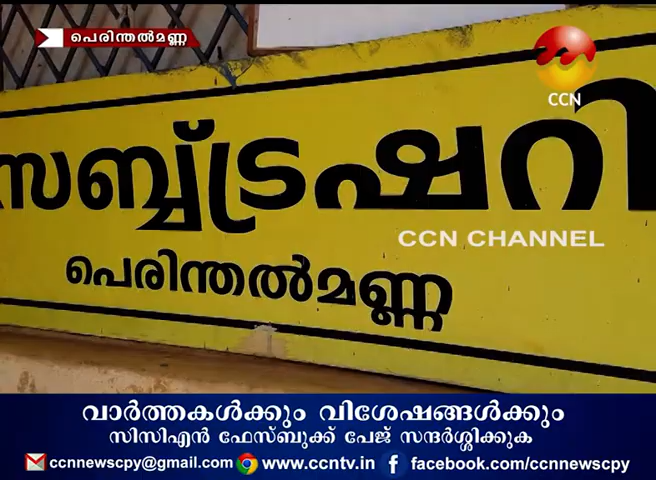 പെരിന്തൽമണ്ണ
CCN
സബ്ബ്ട്രഷറി
CCN CHANNEL
പെരിന്തൽമണ്ണ
വാർത്തകൾക്കും വിശേഷങ്ങൾക്കും
സിസിഎൻ ഫേസ്ബുക്ക് പേജ് സന്ദർശ്ശിക്കുക
ccnnewscpy@gmail.com www.ccntv.in facebook.com/ccnnewspy